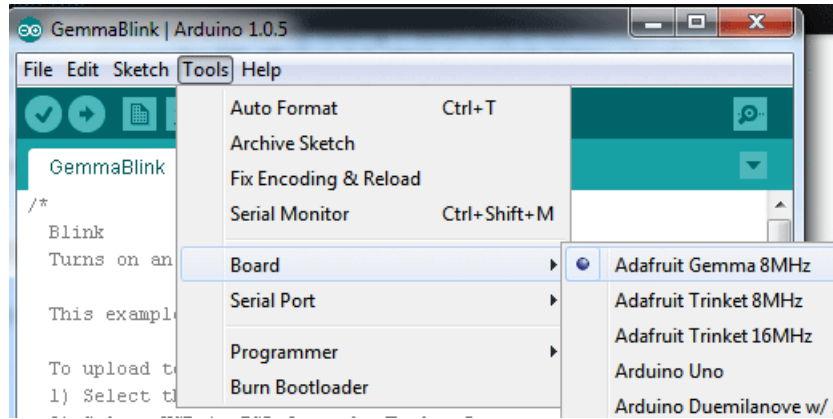 GemmaBlink | Arduino 1.0.5
File Edit Sketch Tools Help
Auto Format Ctrl+T
Archive Sketch
GemmaBlink
Fix Encoding & Reload
/*
Serial Monitor Ctrl+Shift+M
Blink
Turns on an
Board
Adafruit Gemma 8MHz
Serial Port
Adafruit Trinket 8MHz
This exampl
Adafruit Trinket 16MHz
Programmer
To upload t
Arduino Uno
Burn Bootloader
1) Select t
Arduino Duemilanove w/